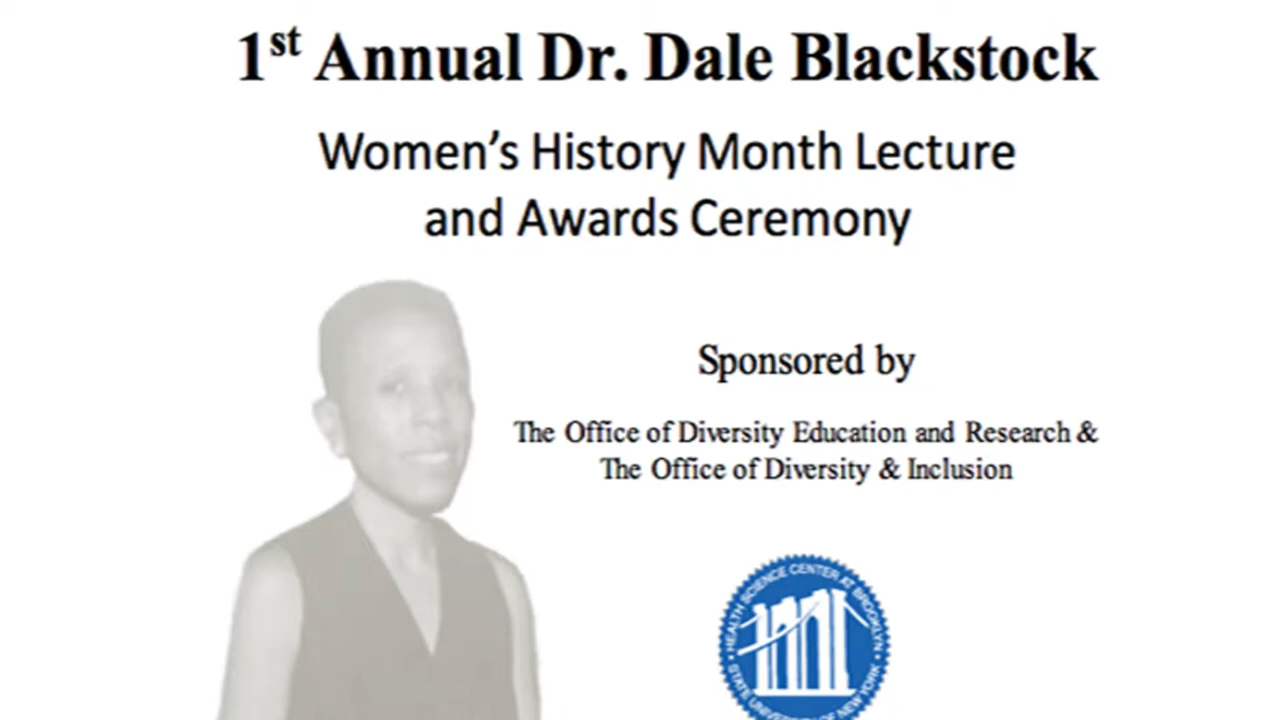 1st Annual Dr. Dale Blackstock
Women's History Month Lecture
and Awards Ceremony
Sponsored by
The Office of Diversity Education and Research &
The Office of Diversity & Inclusion
HEALTH SCIENCE CENTER AT BROOKLYN
STATE UNIVERSITY OF NEW YORK